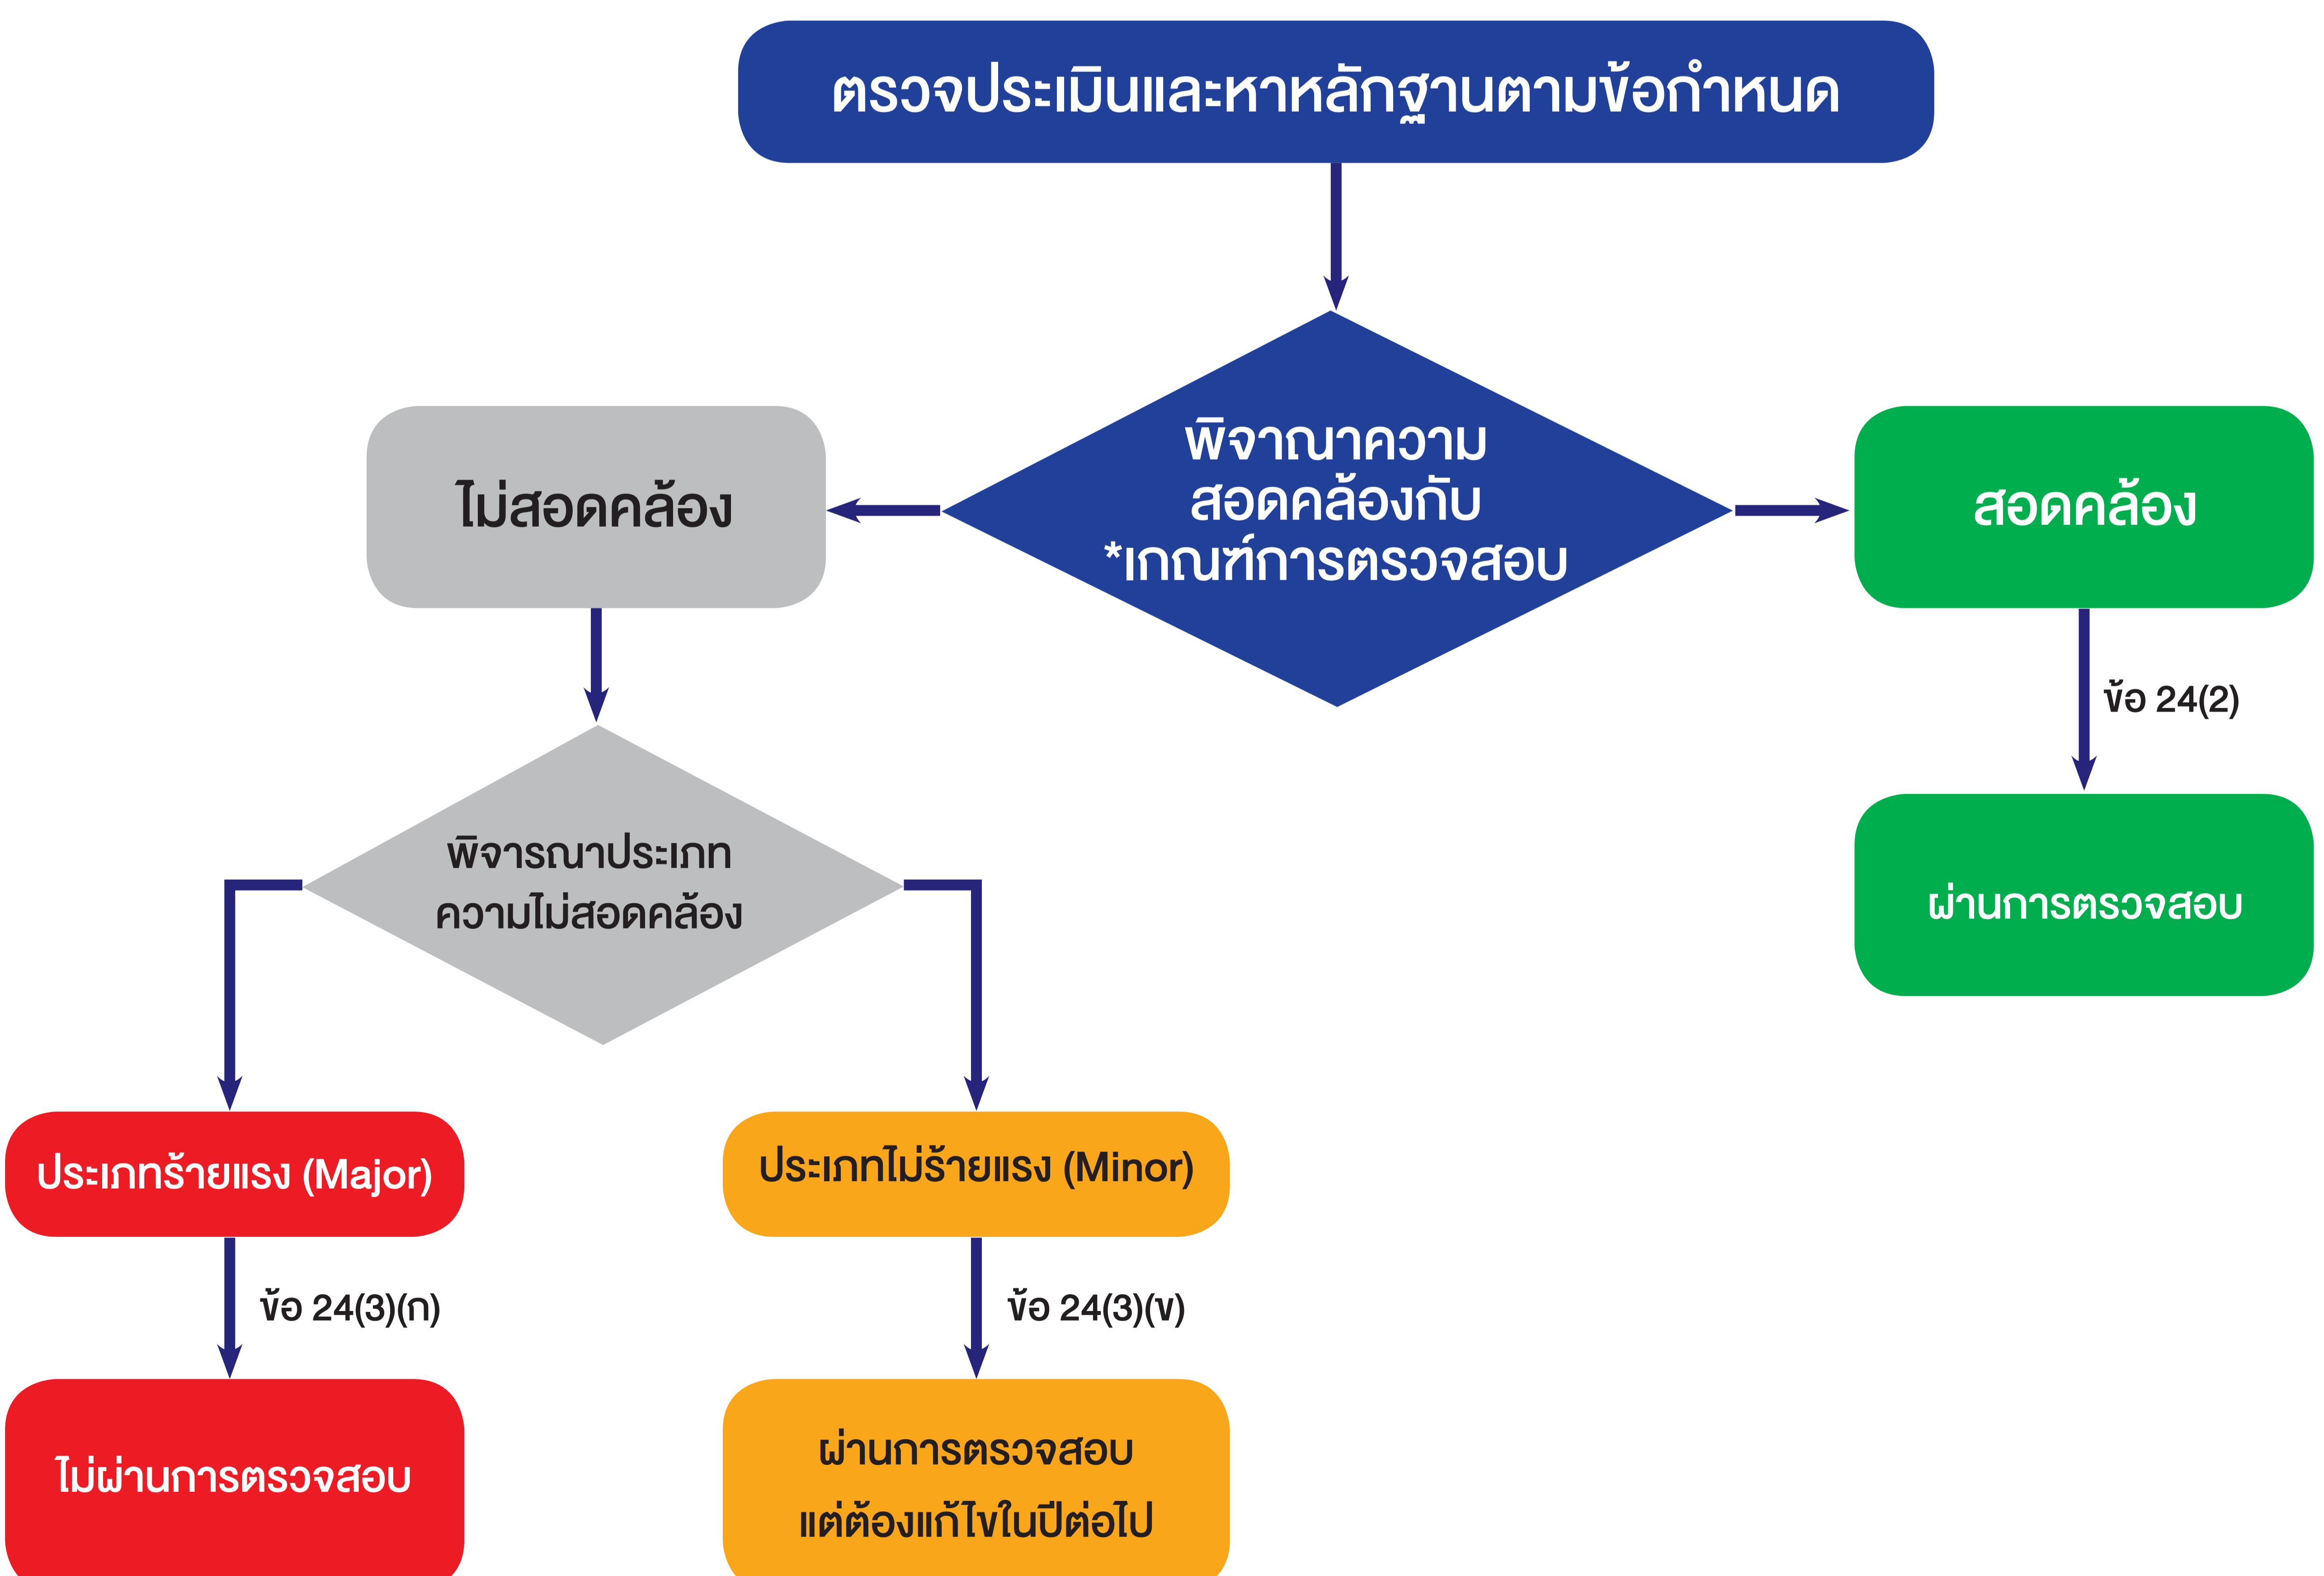 ตรวจประเมินและหาหลักฐานตามข้อกำหนด
พิจาณาความ
สอดคล้องกับ
*เกณฑ์การตรวจสอบ
ไม่สอดคล้อง
สอดคล้อง
ข้อ 24(2)
พิจารณาประเภท
ความไม่สอดคล้อง
ผ่านการตรวจสอบ
ประเภทร้ายแรง (Major)
ประเภทไม่ร้ายแรง (Minor)
ข้อ 24(3)(ก)
ข้อ 24(3)(ข)
ไม่ผ่านการตรวจสอบ
ผ่านการตรวจสอบ
แต่ต้องแก้ไขในปีต่อไป